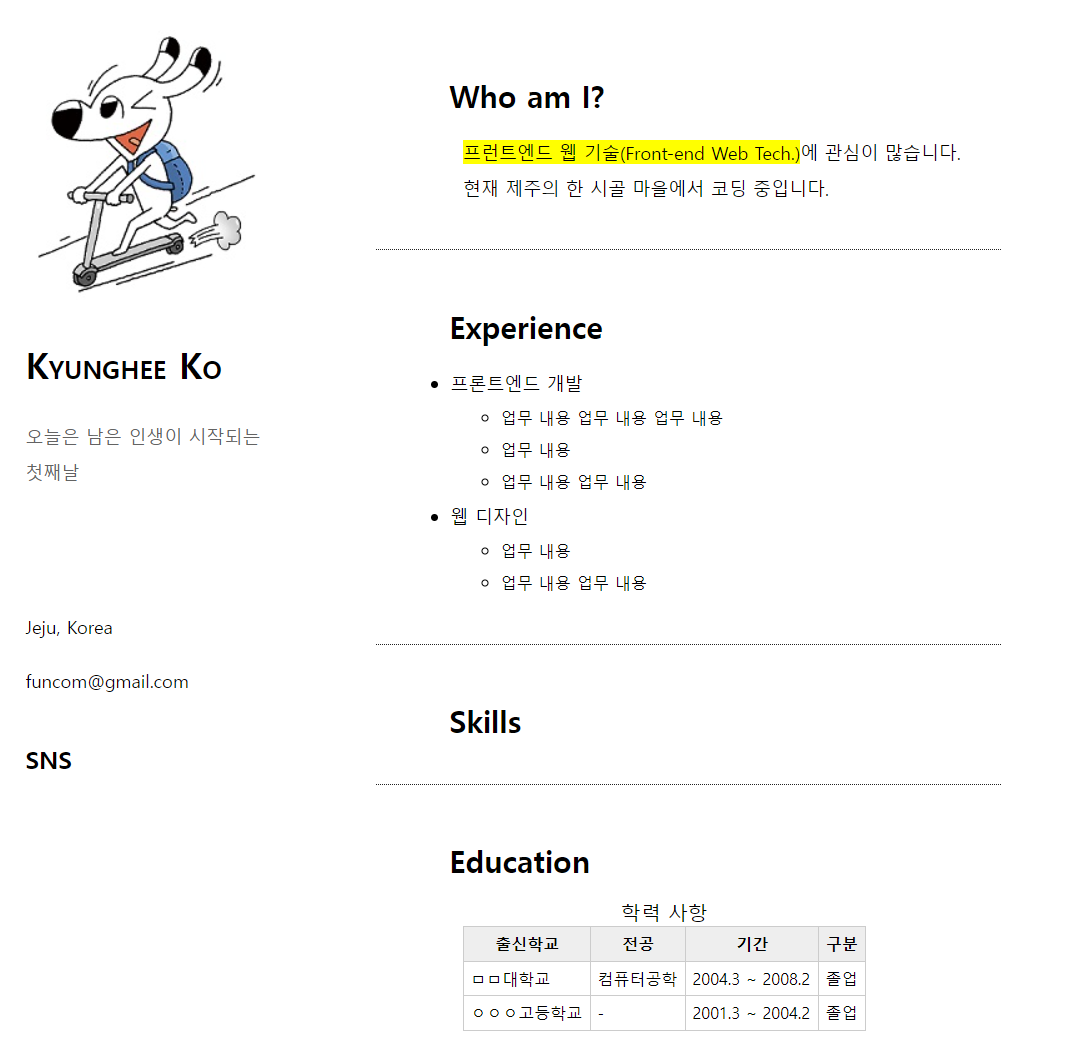 Kyunghee Ko
오늘은 남은 인생이 시작되는
첫째날
Jeju, Korea
funcom@gmail.com
SNS
Who am I?
프런트엔드 웹 기술(Front-end Web Tech.)에 관심이 많습니다.
현재 제주의 한 시골 마을에서 코딩 중입니다.
Experience
프론트엔드 개발
업무 내용 업무 내용 업무 내용
업무 내용
업무 내용 업무 내용
웹 디자인
업무 내용
업무 내용 업무 내용
Skills
Education
학력 사항
출신학교 전공 기간 구분
ㅁㅁ대학교 컴퓨터공학 2004.3 ~ 2008.2 졸업
ㅇㅇㅇ고등학교 - 2001.3 ~ 2004.2 졸업